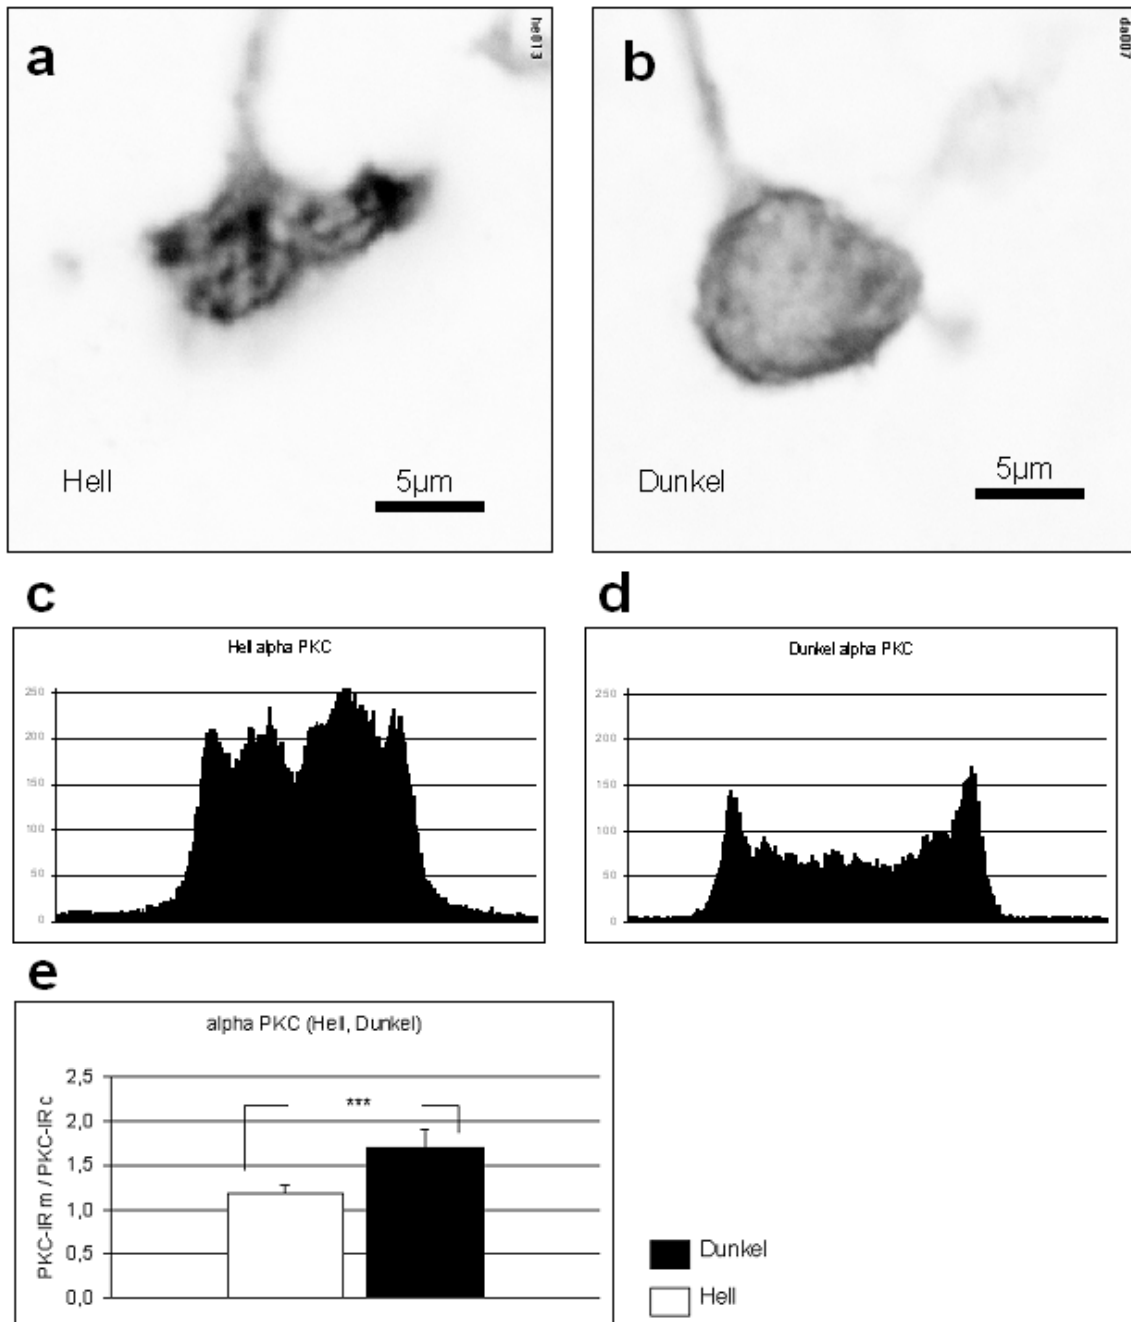 a
he013
Hell
5µm
b
da007
Dunkel
5µm
c
Hell alpha PKC
250
200
150
100
50
0
d
Dunkel alpha PKC
250
200
150
100
50
0
e
alpha PKC (Hell, Dunkel)
PKC-IR m / PKC-IR c
2,5
2,0
1,5
1,0
0,5
0,0
***
Dunkel
Hell